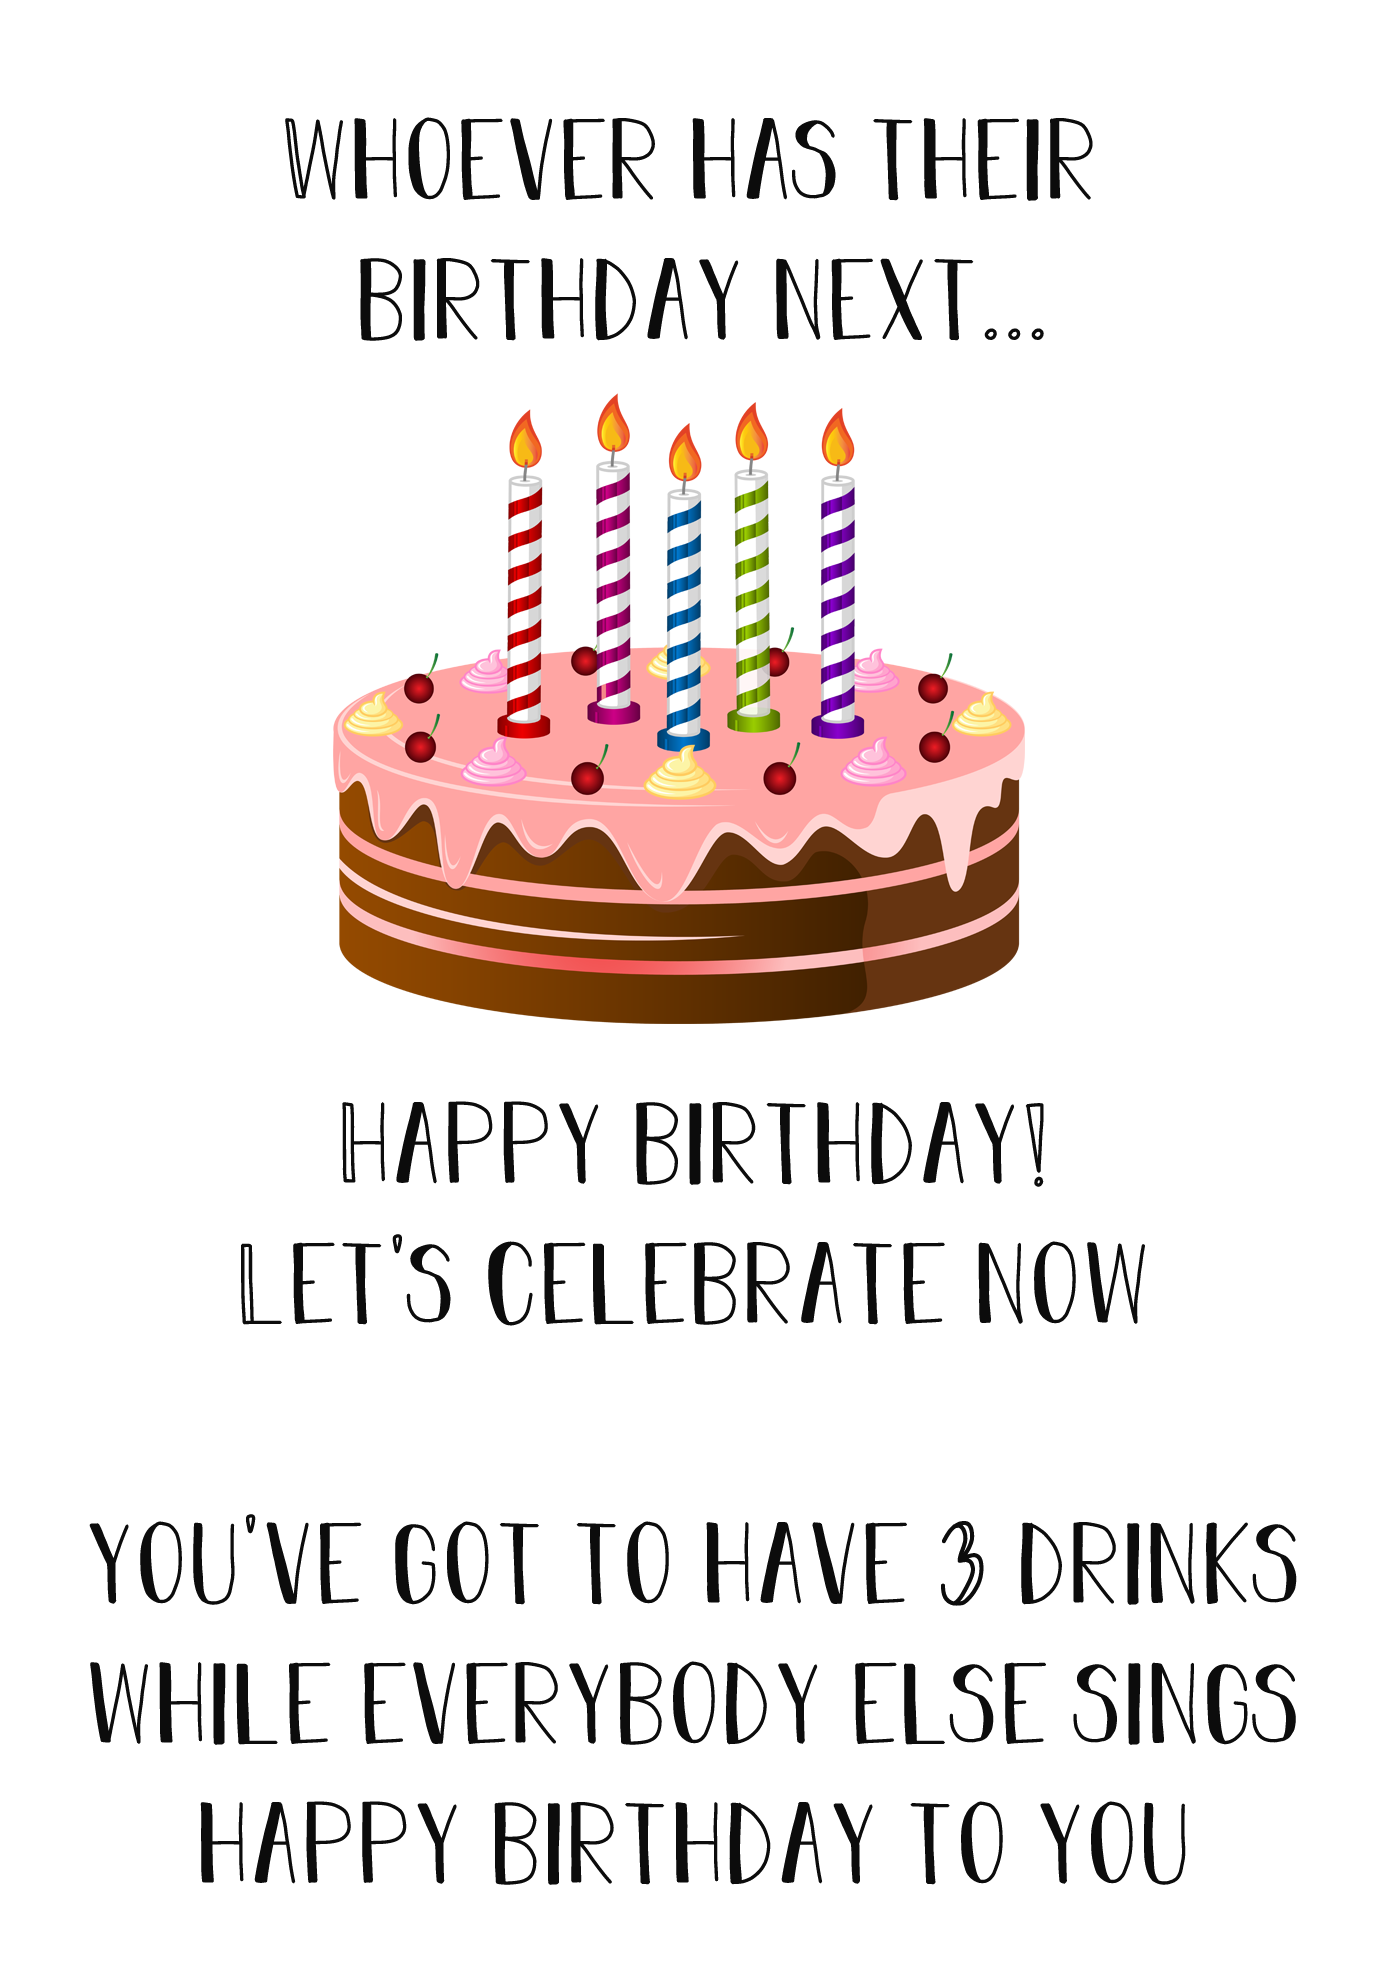 WHOEVER HAS THEIR
BIRTHDAY NEXT...
HAPPY BIRTHDAY!
LET'S CELEBRATE NOW
YOU'VE GOT TO HAVE 3 DRINKS
WHILE EVERYBODY ELSE SINGS
HAPPY BIRTHDAY TO YOU